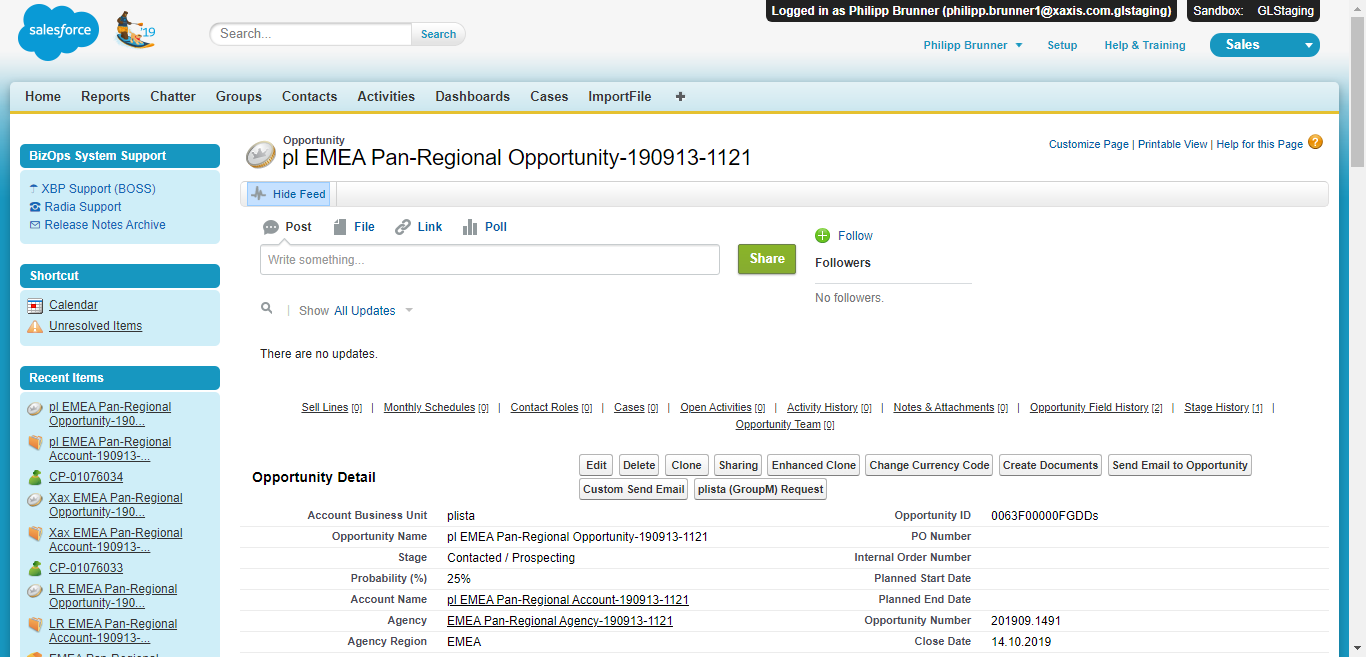 Logged in as Philipp Brunner (philipp.brunner1@xaxis.com.glstaging)
Sandbox: GLStaging
salesforce
'19
Search...
Search
Philipp Brunner
Setup
Help & Training
Sales
Home Reports Chatter Groups Contacts Activities Dashboards Cases ImportFile +
BizOps System Support
XBP Support (BOSS)
Radia Support
Release Notes Archive
Shortcut
Calendar
Unresolved Items
Recent Items
pl EMEA Pan-Regional
Opportunity-190...
pl EMEA Pan-Regional
Account-190913-...
CP-01076034
Xax EMEA Pan-Regional
Opportunity-190...
Xax EMEA Pan-Regional
Account-190913-...
CP-01076033
LR EMEA Pan-Regional
Opportunity-190...
LR EMEA Pan-Regional
Account-190913-...
Opportunity
pl EMEA Pan-Regional Opportunity-190913-1121
Customize Page | Printable View | Help for this Page ?
Hide Feed
Post File Link Poll
Write something...
Share
Follow
Followers
No followers.
Show All Updates
There are no updates.
Sell Lines [0] | Monthly Schedules [0] | Contact Roles [0] | Cases [0] | Open Activities [0] | Activity History [0] | Notes & Attachments [0] | Opportunity Field History [2] | Stage History [1] |
Opportunity Team [0]
Opportunity Detail
Edit Delete Clone Sharing Enhanced Clone Change Currency Code Create Documents Send Email to Opportunity
Custom Send Email plista (GroupM) Request
Account Business Unit plista Opportunity ID 0063F00000FGDDs
Opportunity Name pl EMEA Pan-Regional Opportunity-190913-1121 PO Number
Stage Contacted / Prospecting Internal Order Number
Probability (%) 25% Planned Start Date
Account Name pl EMEA Pan-Regional Account-190913-1121 Planned End Date
Agency EMEA Pan-Regional Agency-190913-1121 Opportunity Number 201909.1491
Agency Region EMEA Close Date 14.10.2019